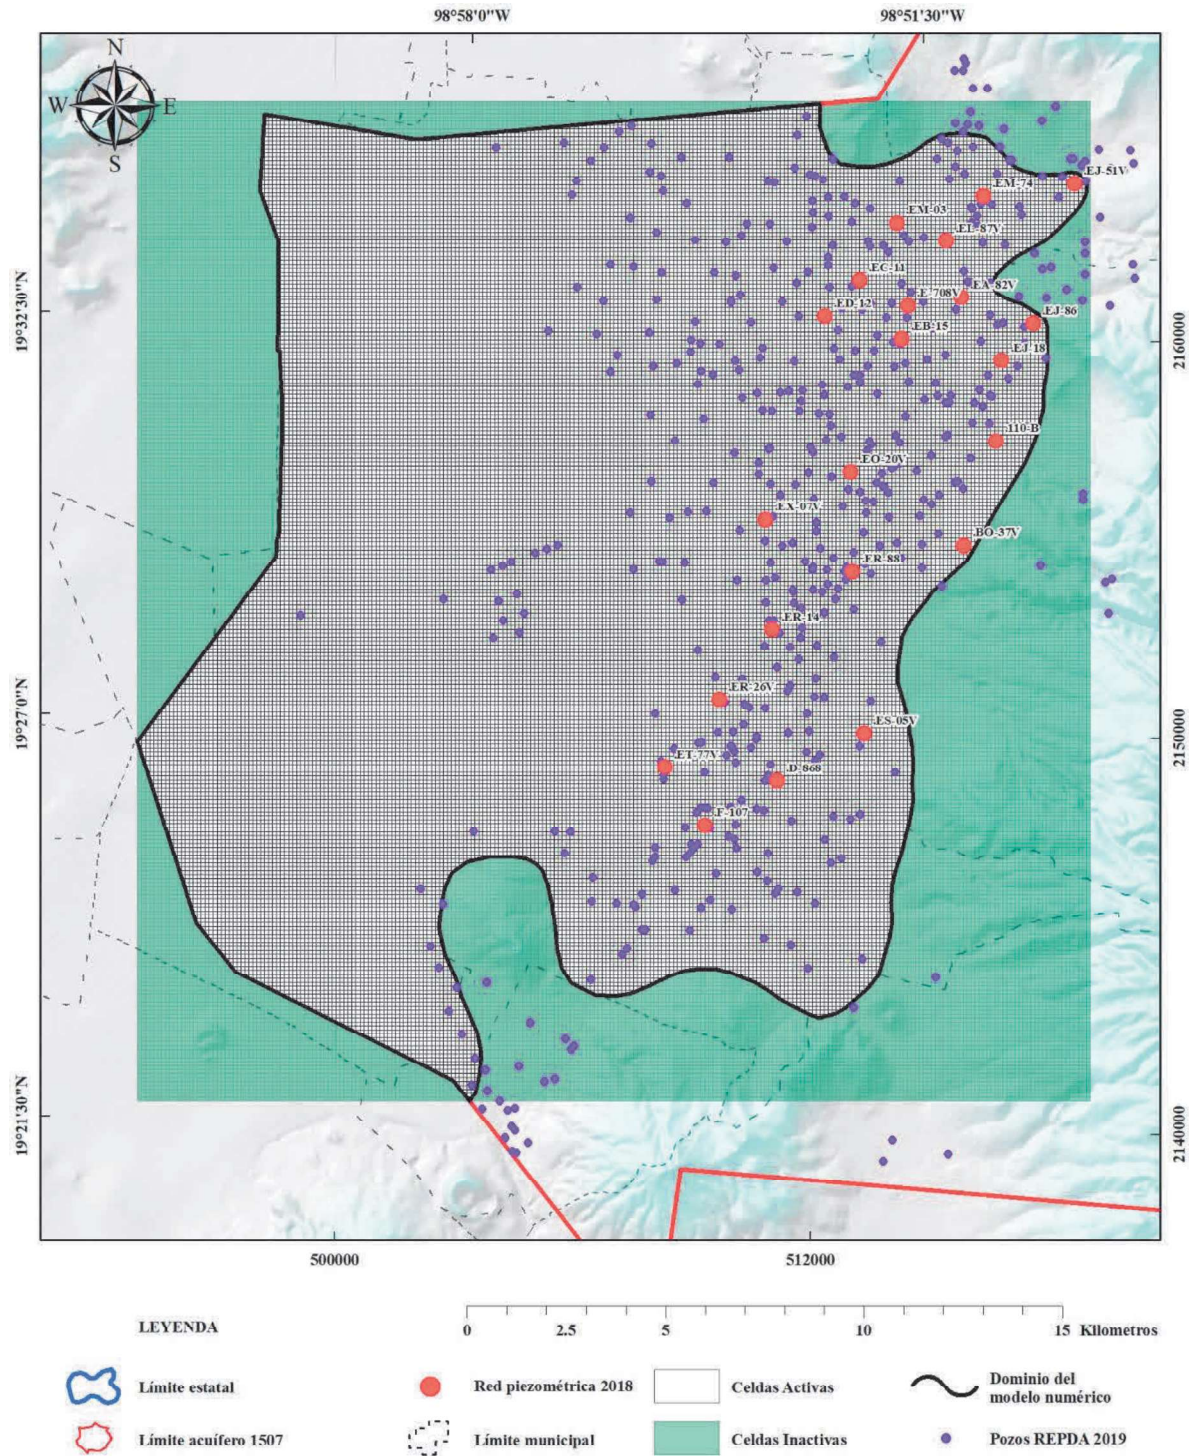 98°58'0"W
98°51'30"W
N
W
E
S
.EJ-51V
.EM-74
.EM-03
.EL-87V
.EC-11
.EA-82V
.E-708V
.ED-12
.EJ-86
.EB-15
.EJ-18
19°32'30"N
2160000
.110-B
.EO-20V
.EX-07V
.BO-37V
.ER-88
.ER-14
.ER-26V
.ES-05V
19°27'0"N
2150000
.ET-77V
.D-868
.F-107
19°21'30"N
2140000
500000
512000
LEYENDA
0
2.5
5
10
15
Kilometros
Límite estatal
Red piezométrica 2018
Celdas Activas
Dominio del
modelo numérico
Límite acuífero 1507
Límite municipal
Celdas Inactivas
Pozos REPDA 2019